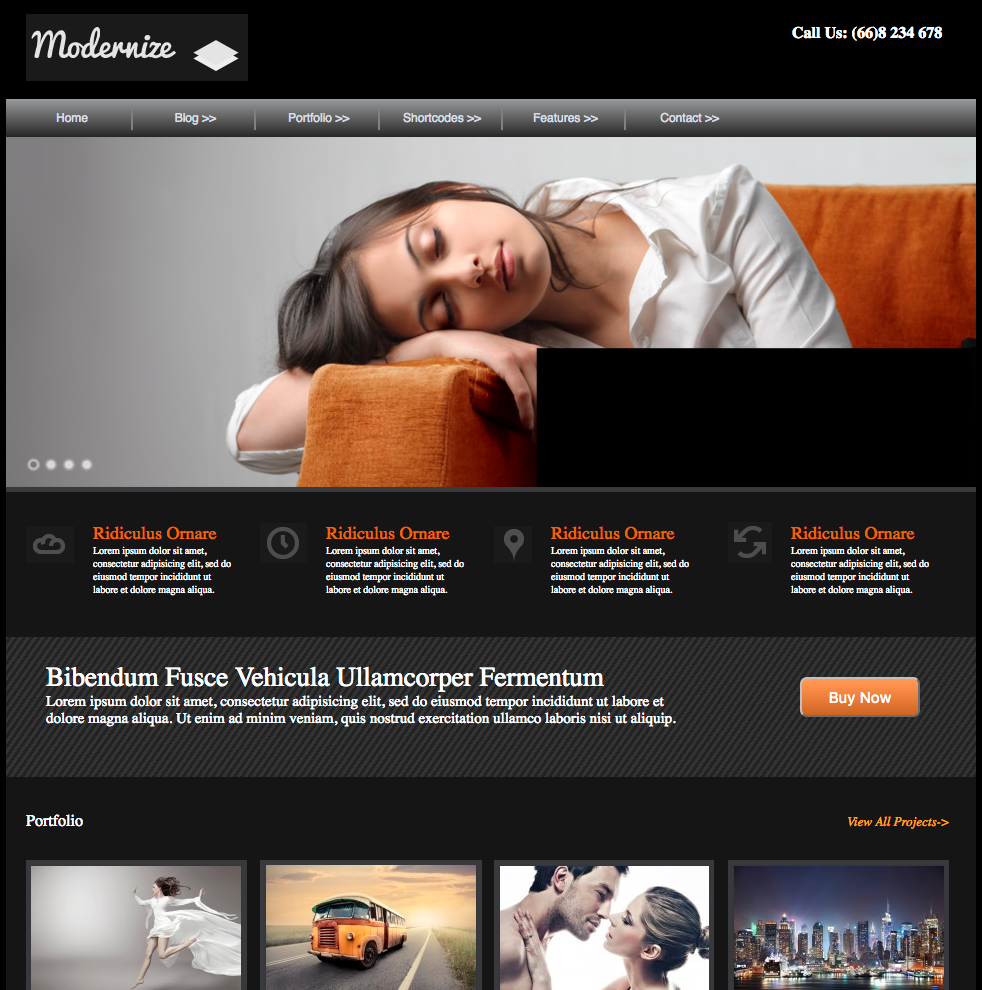 Modernize
Call Us: (66)8 234 678
Home
Blog >>
Portfolio >>
Shortcodes >>
Features >>
Contact >>
Ridiculus Ornare
Lorem ipsum dolor sit amet,
consectetur adipisicing elit, sed do
eiusmod tempor incididunt ut
labore et dolore magna aliqua.
Ridiculus Ornare
Lorem ipsum dolor sit amet,
consectetur adipisicing elit, sed do
eiusmod tempor incididunt ut
labore et dolore magna aliqua.
Ridiculus Ornare
Lorem ipsum dolor sit amet,
consectetur adipisicing elit, sed do
eiusmod tempor incididunt ut
labore et dolore magna aliqua.
Ridiculus Ornare
Lorem ipsum dolor sit amet,
consectetur adipisicing elit, sed do
eiusmod tempor incididunt ut
labore et dolore magna aliqua.
Bibendum Fusce Vehicula Ullamcorper Fermentum
Lorem ipsum dolor sit amet, consectetur adipisicing elit, sed do eiusmod tempor incididunt ut labore et
dolore magna aliqua. Ut enim ad minim veniam, quis nostrud exercitation ullamco laboris nisi ut aliquip.
Buy Now
Portfolio
View All Projects->